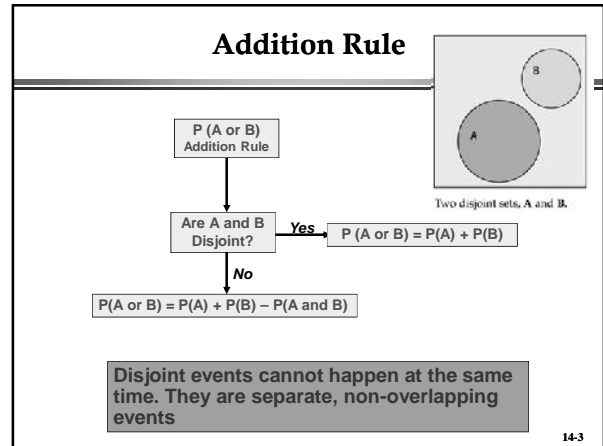 Addition Rule
B
A
Two disjoint sets, A and B.
P (A or B)
Addition Rule
Are A and B
Disjoint?
Yes
P (A or B) = P(A) + P(B)
No
P(A or B) = P(A) + P(B) – P(A and B)
Disjoint events cannot happen at the same
time. They are separate, non-overlapping
events
14-3